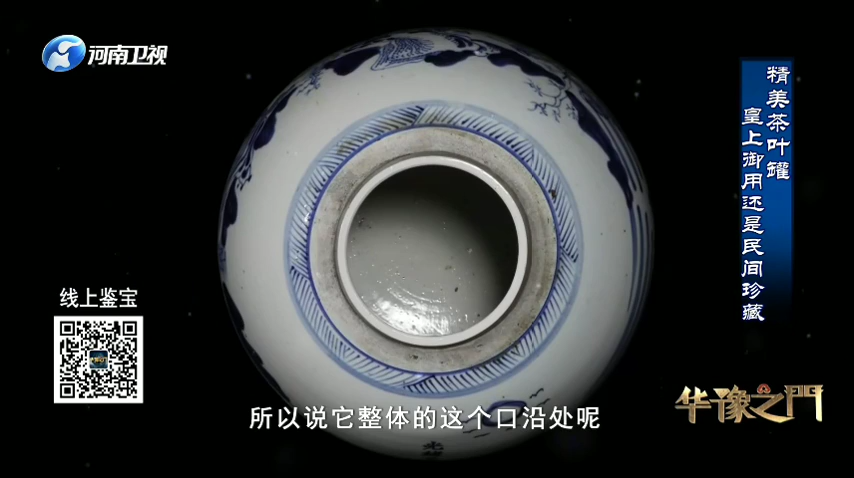 河南卫视
精美茶叶罐
皇上御用还是民间珍藏
线上鉴宝
华豫之門
所以说它整体的这个口沿处呢